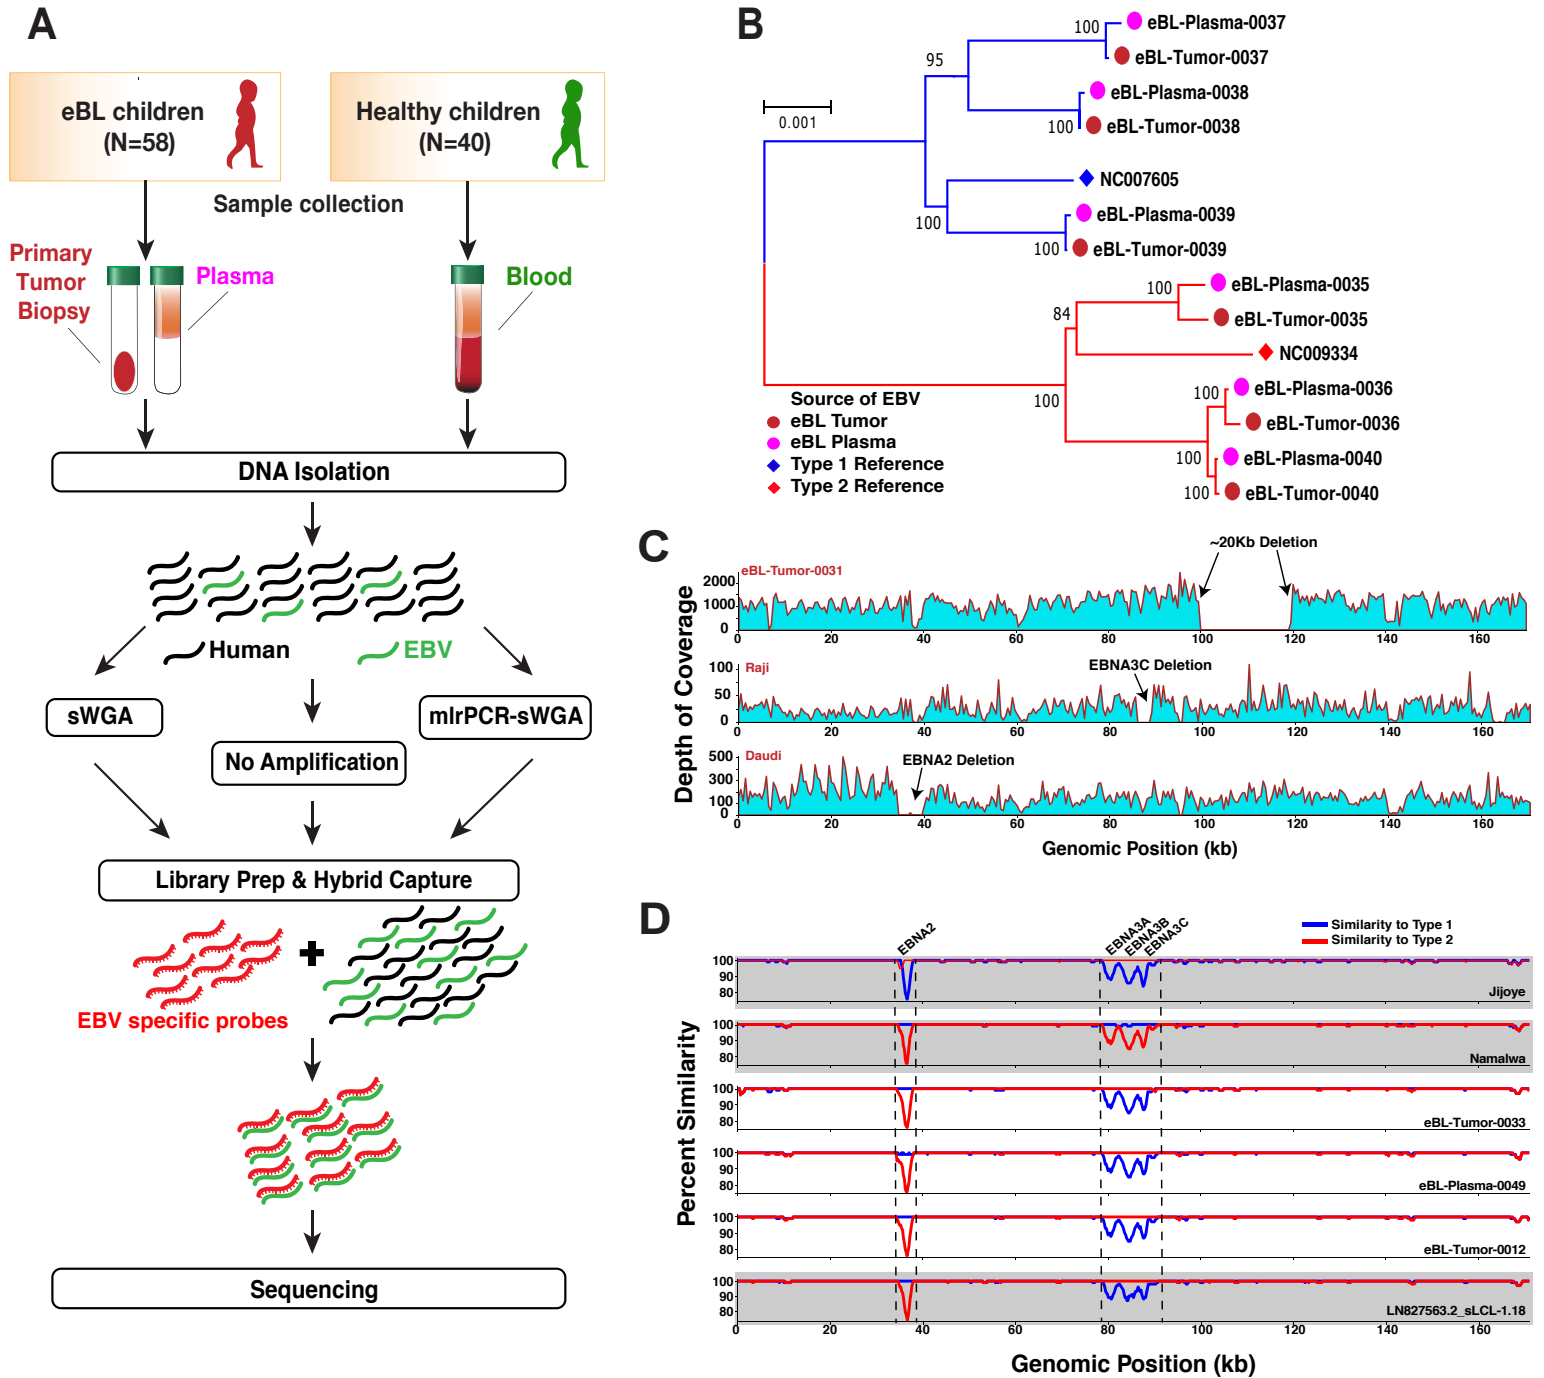 A
eBL children
(N=58)
Healthy children
(N=40)
Sample collection
Primary
Tumor
Biopsy
Plasma
Blood
DNA Isolation
Human
EBV
sWGA
mlrPCR-sWGA
No Amplification
Library Prep & Hybrid Capture
EBV specific probes
Sequencing
B
0.001
95
100
eBL-Plasma-0037
eBL-Tumor-0037
eBL-Plasma-0038
100
eBL-Tumor-0038
NC007605
100
eBL-Plasma-0039
100
eBL-Tumor-0039
100
eBL-Plasma-0035
eBL-Tumor-0035
84
NC009334
100
100
eBL-Plasma-0036
eBL-Tumor-0036
100
eBL-Plasma-0040
100
eBL-Tumor-0040
Source of EBV
eBL Tumor
eBL Plasma
Type 1 Reference
Type 2 Reference
C
Depth of Coverage
~20Kb Deletion
eBL-Tumor-0031
2000
1000
0
0 20 40 60 80 100 120 140 160
EBNA3C Deletion
Raji
100
50
0
0 20 40 60 80 100 120 140 160
EBNA2 Deletion
Daudi
500
300
100
0
0 20 40 60 80 100 120 140 160
Genomic Position (kb)
D
Percent Similarity
EBNA2
EBNA3A
EBNA3B
EBNA3C
Similarity to Type 1
Similarity to Type 2
100
90
80
Jijoye
100
90
80
Namalwa
100
90
80
eBL-Tumor-0033
100
90
80
eBL-Plasma-0049
100
90
80
eBL-Tumor-0012
100
90
80
LN827563.2_sLCL-1.18
0 20 40 60 80 100 120 140 160
Genomic Position (kb)